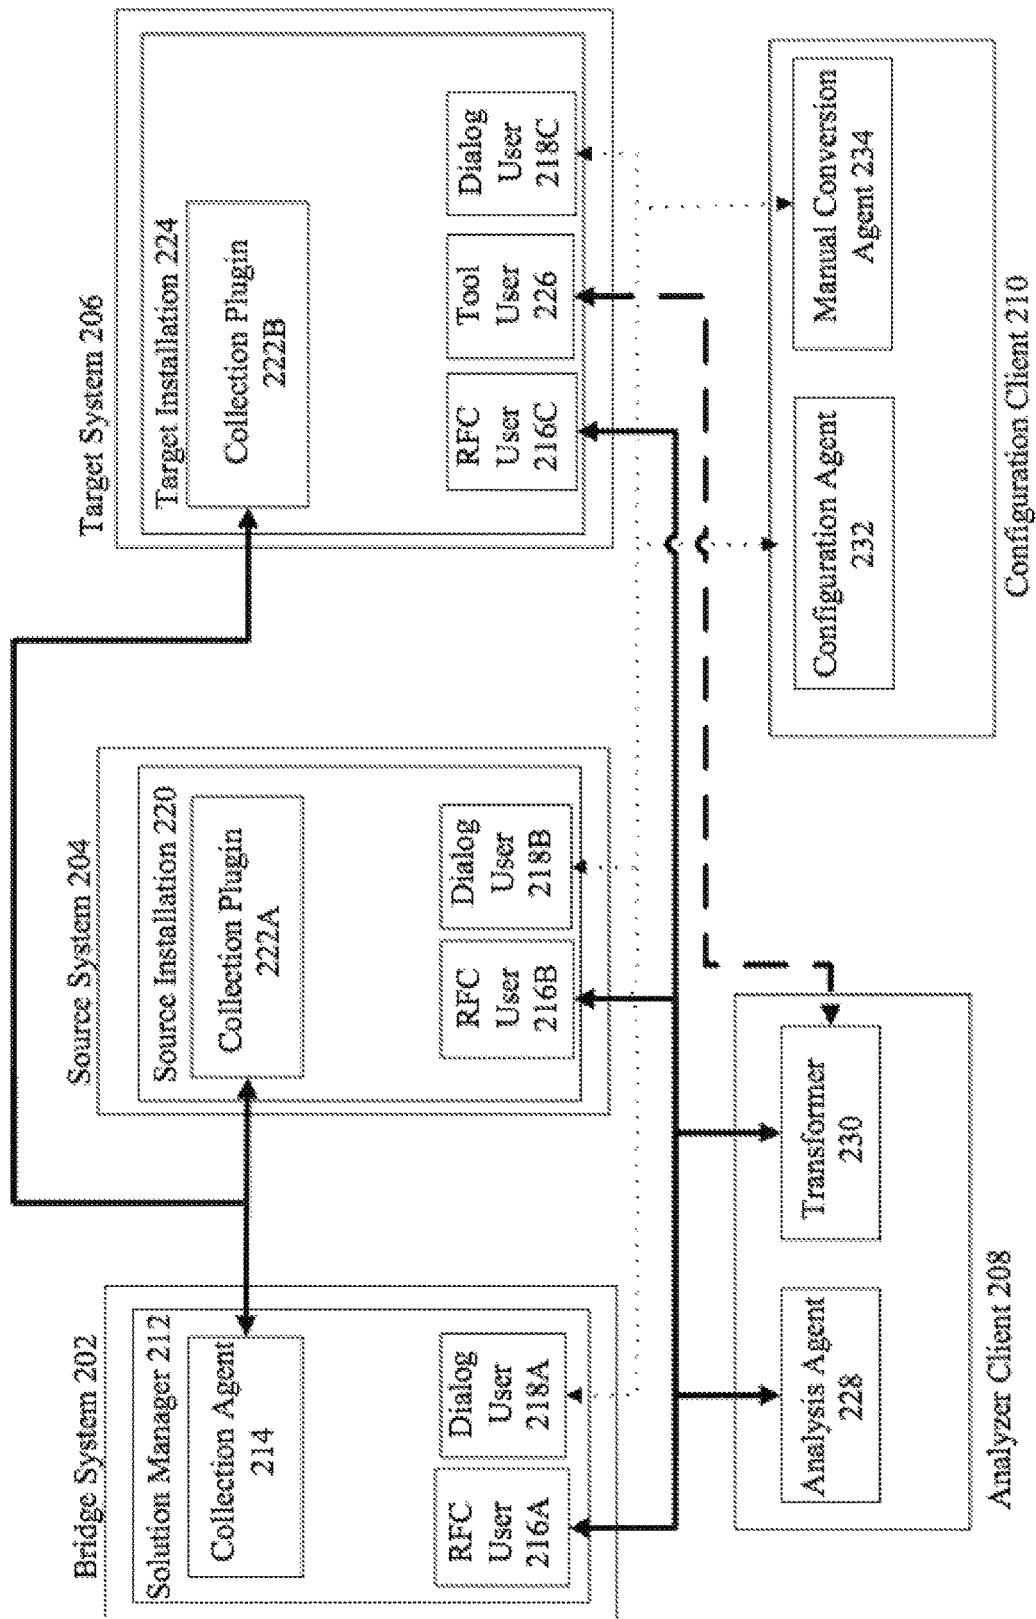 Bridge System 202
Solution Manager 212
Collection Agent
214
RFC
User
216A
Dialog
User
218A
Source System 204
Source Installation 220
Collection Plugin
222A
RFC
User
216B
Dialog
User
218B
Target System 206
Target Installation 224
Collection Plugin
222B
RFC
User
216C
Tool
User
226
Dialog
User
218C
Analysis Agent
228
Transformer
230
Analyzer Client 208
Configuration Agent
232
Manual Conversion
Agent 234
Configuration Client 210